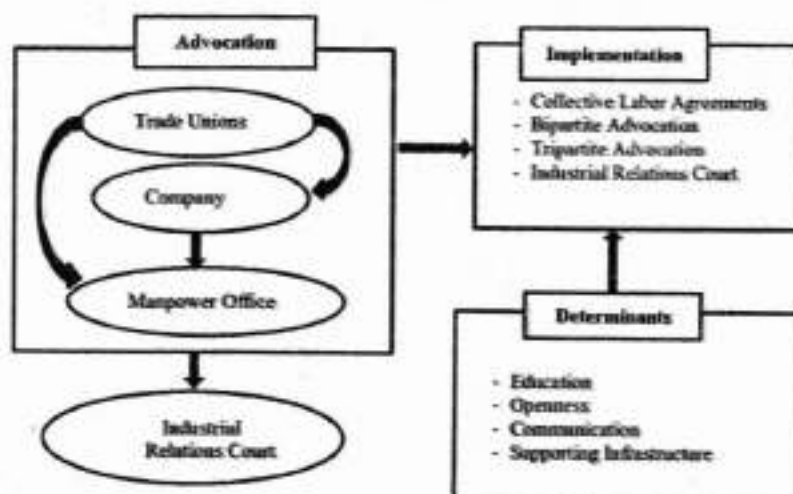 Advocation
Trade Unions
Company
Manpower Office
Industrial
Relations Court
Implementation
- Collective Labor Agreements
- Bipartite Advocation
- Tripartite Advocation
- Industrial Relations Court
Determinants
- Education
- Openness
- Communication
- Supporting Infrastructure